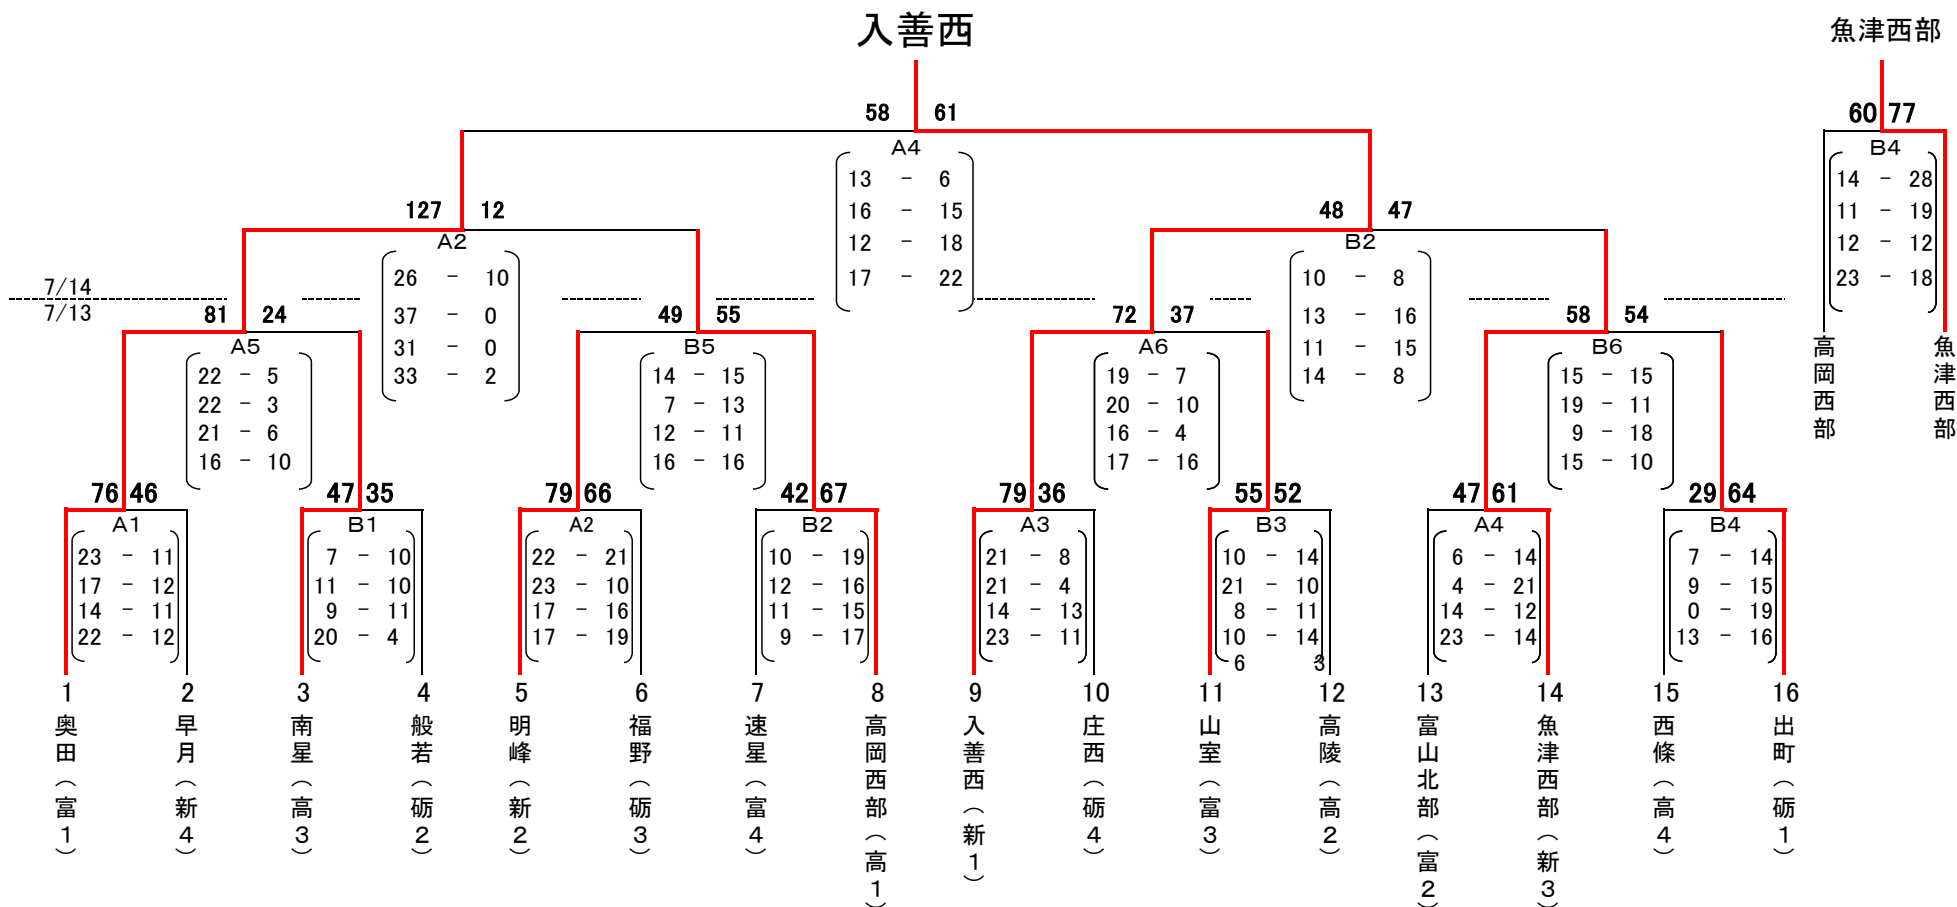 入善西
魚津西部
58 61
60 77
A4
13 - 6
16 - 15
12 - 18
17 - 22
B4
14 - 28
11 - 19
12 - 12
23 - 18
高岡西部
魚津西部
127 12
A2
26 - 10
37 - 0
31 - 0
33 - 2
48 47
B2
10 - 8
13 - 16
11 - 15
14 - 8
7/14
7/13
81 24
A5
22 - 5
22 - 3
21 - 6
16 - 10
49 55
B5
14 - 15
7 - 13
12 - 11
16 - 16
72 37
A6
19 - 7
20 - 10
16 - 4
17 - 16
58 54
B6
15 - 15
19 - 11
9 - 18
15 - 10
76 46
A1
23 - 11
17 - 12
14 - 11
22 - 12
47 35
B1
7 - 10
11 - 10
9 - 11
20 - 4
79 66
A2
22 - 21
23 - 10
17 - 16
17 - 19
42 67
B2
10 - 19
12 - 16
11 - 15
9 - 17
79 36
A3
21 - 8
21 - 4
14 - 13
23 - 11
55 52
B3
10 - 14
21 - 10
8 - 11
10 - 14
6 3
47 61
A4
6 - 14
4 - 21
14 - 12
23 - 14
29 64
B4
7 - 14
9 - 15
0 - 19
13 - 16
1 2 3 4 5 6 7 8 9 10 11 12 13 14 15 16
奥田（富１）
早月（新４）
南星（高３）
般若（砺２）
明峰（新２）
福野（砺３）
速星（富４）
高岡西部（高１）
入善西（新１）
庄西（砺４）
山室（富３）
高陵（高２）
富山北部（富２）
魚津西部（新３）
西條（高４）
出町（砺１）